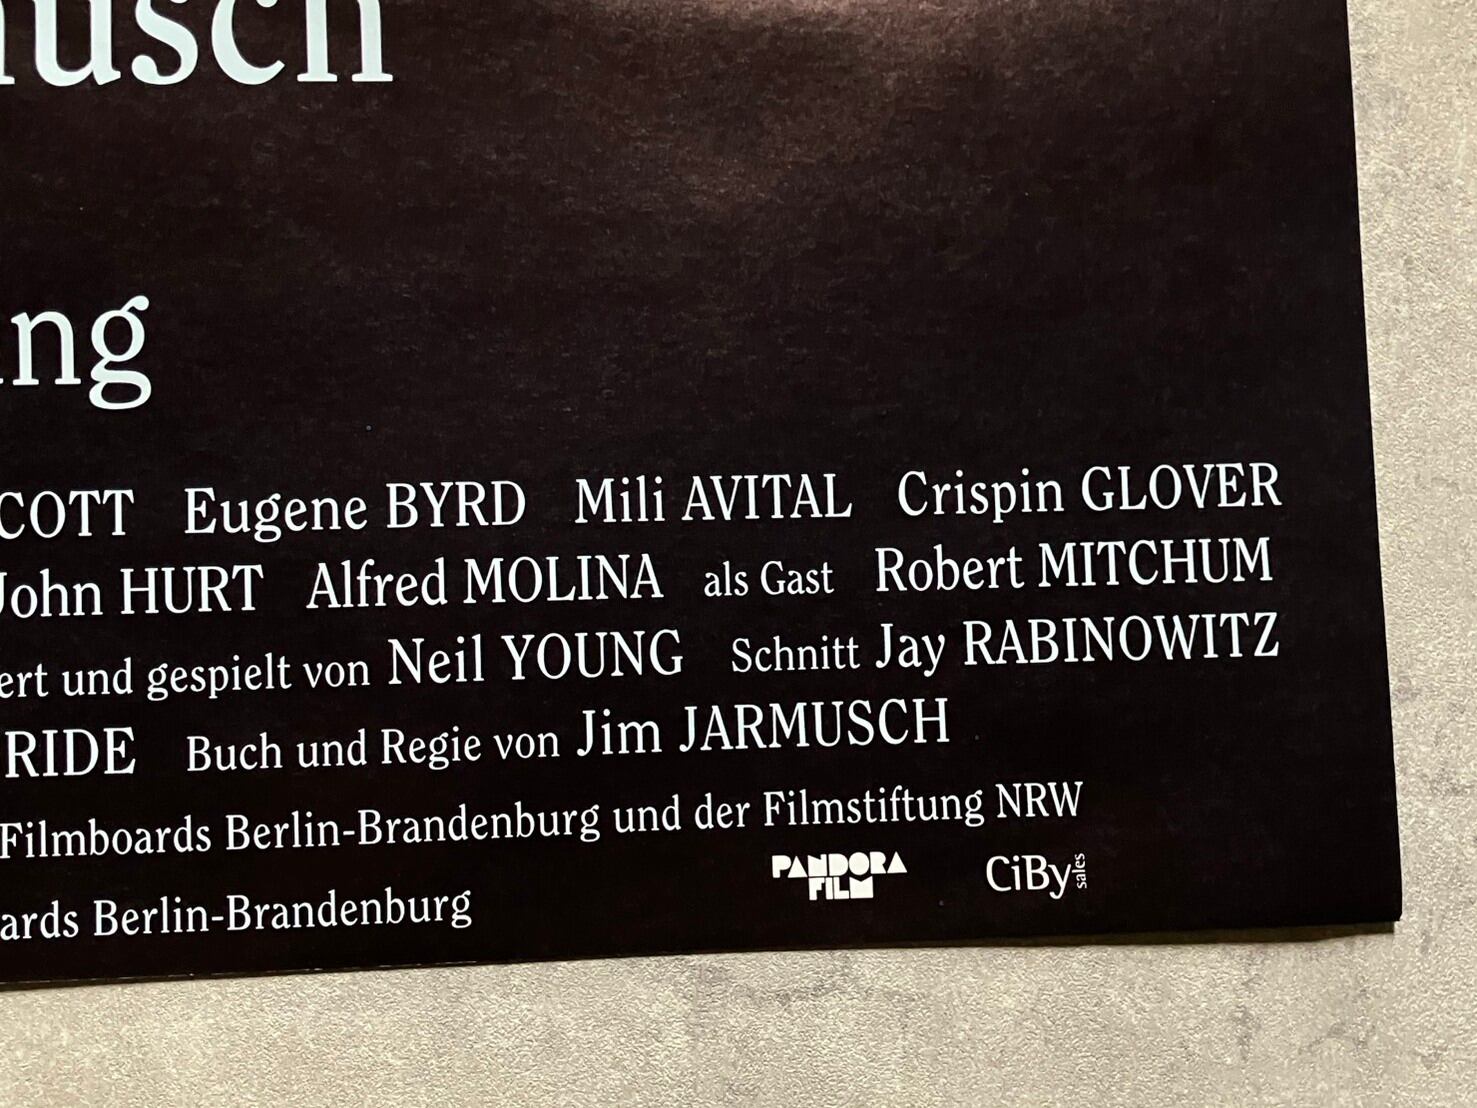 musch
ng
COTT Eugene BYRD Mili AVITAL Crispin GLOVER
John HURT Alfred MOLINA als Gast Robert MITCHUM
ert und gespielt von Neil YOUNG Schnitt Jay RABINOWITZ
RIDE Buch und Regie von Jim JARMUSCH
Filmboards Berlin-Brandenburg und der Filmstiftung NRW
ards Berlin-Brandenburg
PANDORA FILM
CiBy sales